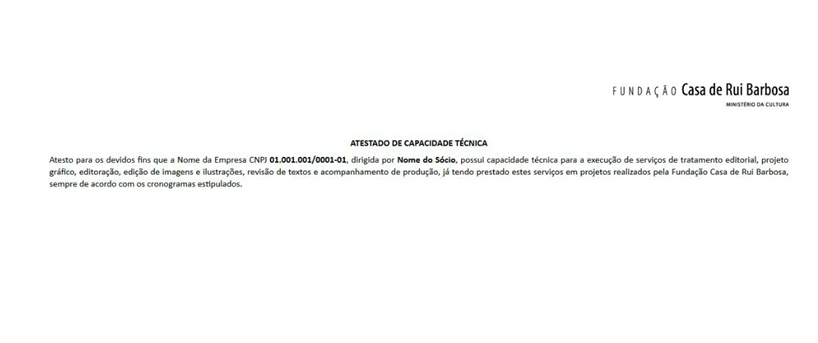 FUNDAÇÃO Casa de Rui Barbosa
MINISTÉRIO DA CULTURA
ATESTADO DE CAPACIDADE TÉCNICA
Atesto para os devidos fins que a Nome da Empresa CNPJ 01.001.001/0001-01, dirigida por Nome do Sócio, possui capacidade técnica para a execução de serviços de tratamento editorial, projeto
gráfico, editoração, edição de imagens e ilustrações, revisão de textos e acompanhamento de produção, já tendo prestado estes serviços em projetos realizados pela Fundação Casa de Rui Barbosa,
sempre de acordo com os cronogramas estipulados.